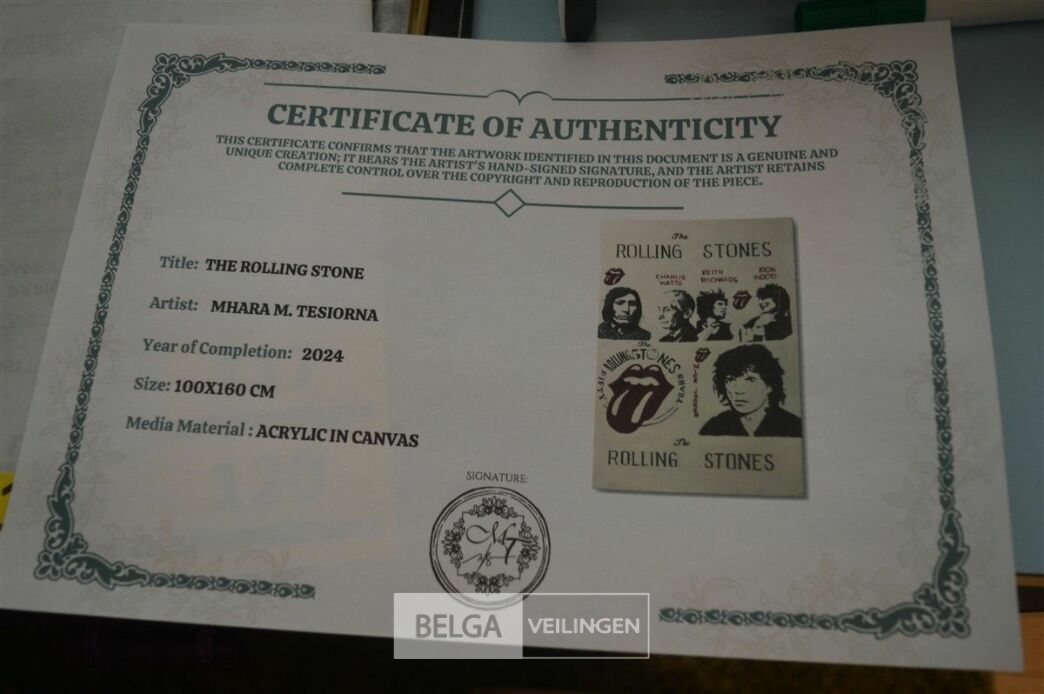 CERTIFICATE OF AUTHENTICITY
THIS CERTIFICATE CONFIRMS THAT THE ARTWORK IDENTIFIED IN THIS DOCUMENT IS A GENUINE AND
UNIQUE CREATION; IT BEARS THE ARTIST'S HAND-SIGNED SIGNATURE, AND THE ARTIST RETAINS
COMPLETE CONTROL OVER THE COPYRIGHT AND REPRODUCTION OF THE PIECE.
Title: THE ROLLING STONE
Artist: MHARA M. TESIORNA
Year of Completion: 2024
Size: 100X160 CM
Media Material : ACRYLIC IN CANVAS
The
ROLLING STONES
CHARLIE WATTS
KEITH RICHARDS
RON WOOD
The
ROLLING STONES
FIFTY YEARS
The
ROLLING STONES
SIGNATURE:
BELGA VEILINGEN